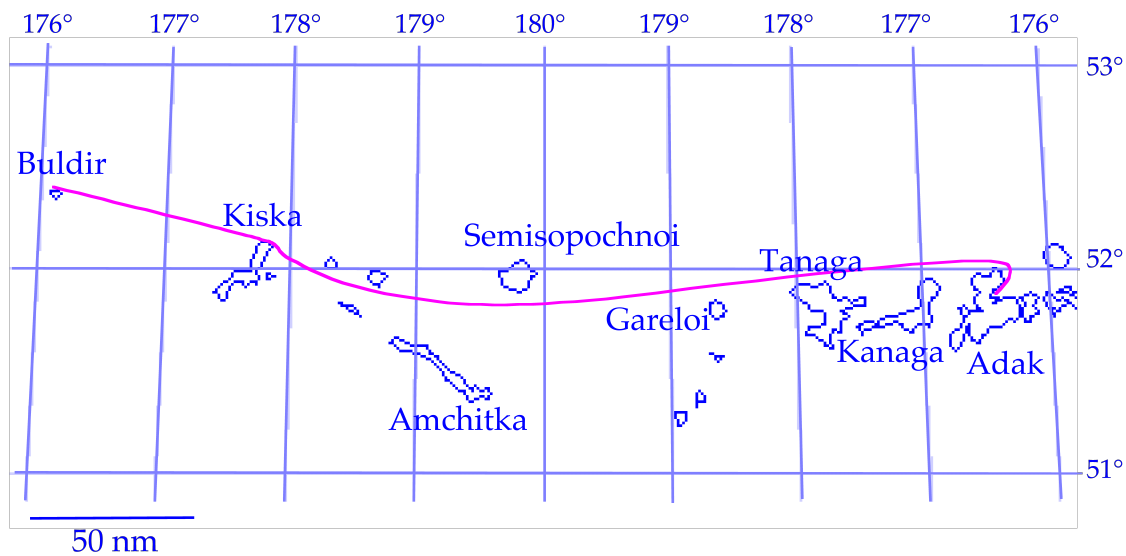 176° 177° 178° 179° 180° 179° 178° 177° 176°
53°
Buldir
Kiska
Semisopochnoi
Tanaga
52°
Gareloi
Kanaga
Adak
Amchitka
51°
50 nm